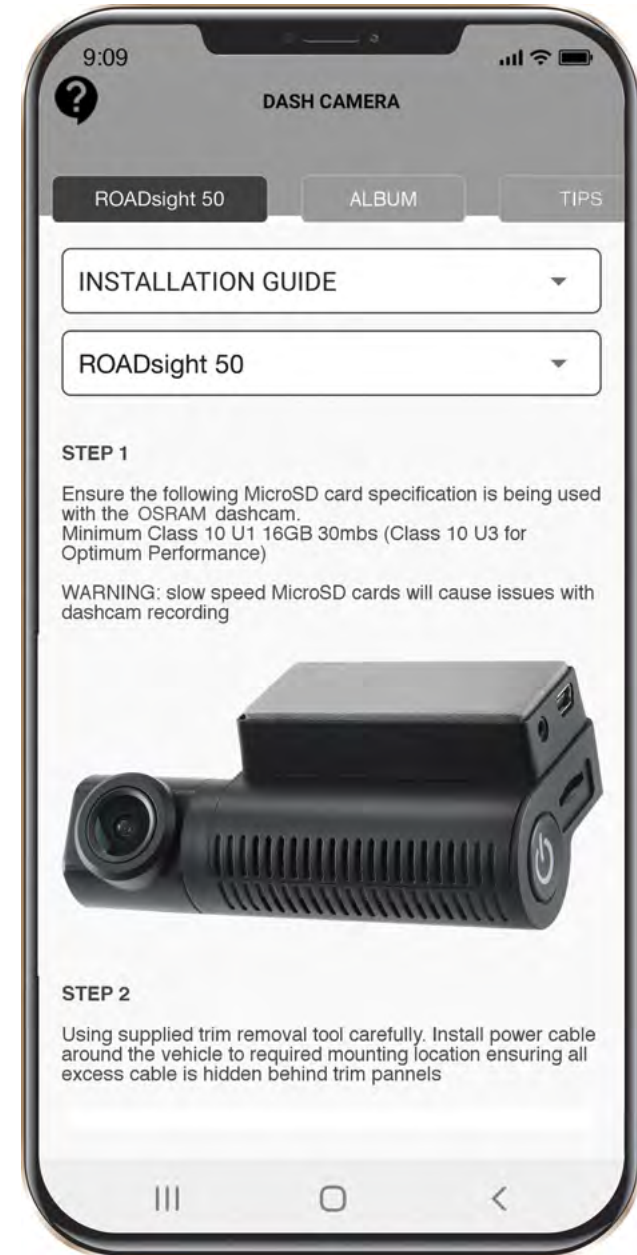 9:09
DASH CAMERA
ROADsight 50
ALBUM
TIPS
INSTALLATION GUIDE
ROADsight 50
STEP 1
Ensure the following MicroSD card specification is being used
with the OSRAM dashcam.
Minimum Class 10 U1 16GB 30mbs (Class 10 U3 for
Optimum Performance)
WARNING: slow speed MicroSD cards will cause issues with
dashcam recording
STEP 2
Using supplied trim removal tool carefully. Install power cable
around the vehicle to required mounting location ensuring all
excess cable is hidden behind trim pannels